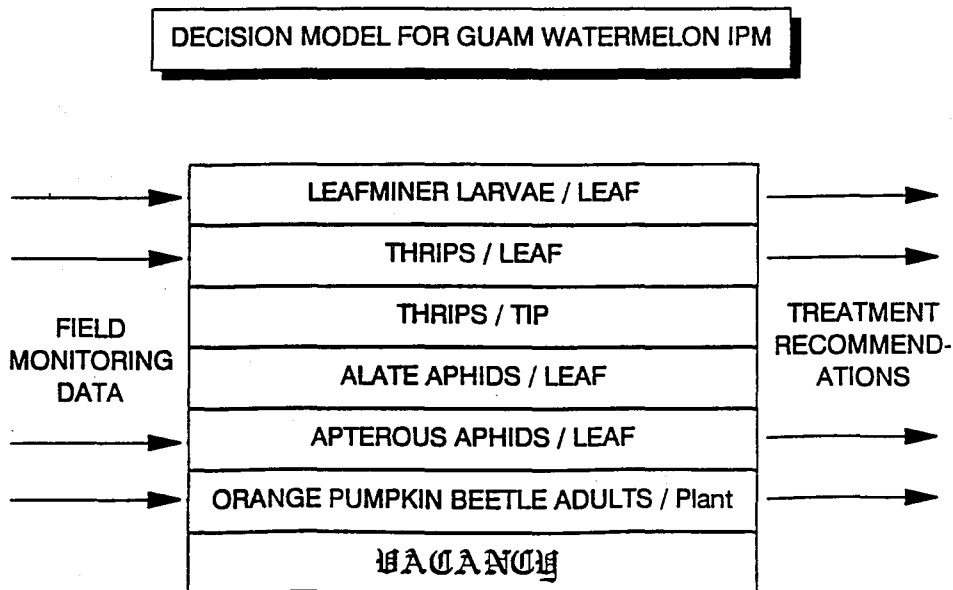 DECISION MODEL FOR GUAM WATERMELON IPM
LEAFMINER LARVAE / LEAF
THRIPS / LEAF
THRIPS / TIP
ALATE APHIDS / LEAF
APTEROUS APHIDS / LEAF
ORANGE PUMPKIN BEETLE ADULTS / Plant
VACANCY
FIELD
MONITORING
DATA
TREATMENT
RECOMMEND-
ATIONS